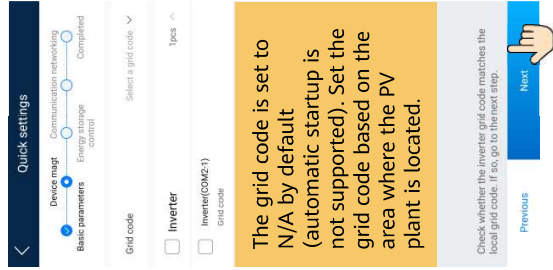 Quick settings
Device magt
Communication networking
Basic parameters
Energy storage
control
Completed
Grid code
Select a grid code
Inverter
1pcs
Inverter(COM2-1)
Grid code
The grid code is set to
N/A by default
(automatic startup is
not supported). Set the
grid code based on the
area where the PV
plant is located.
Check whether the inverter grid code matches the
local grid code. If so, go to the next step.
Previous
Next